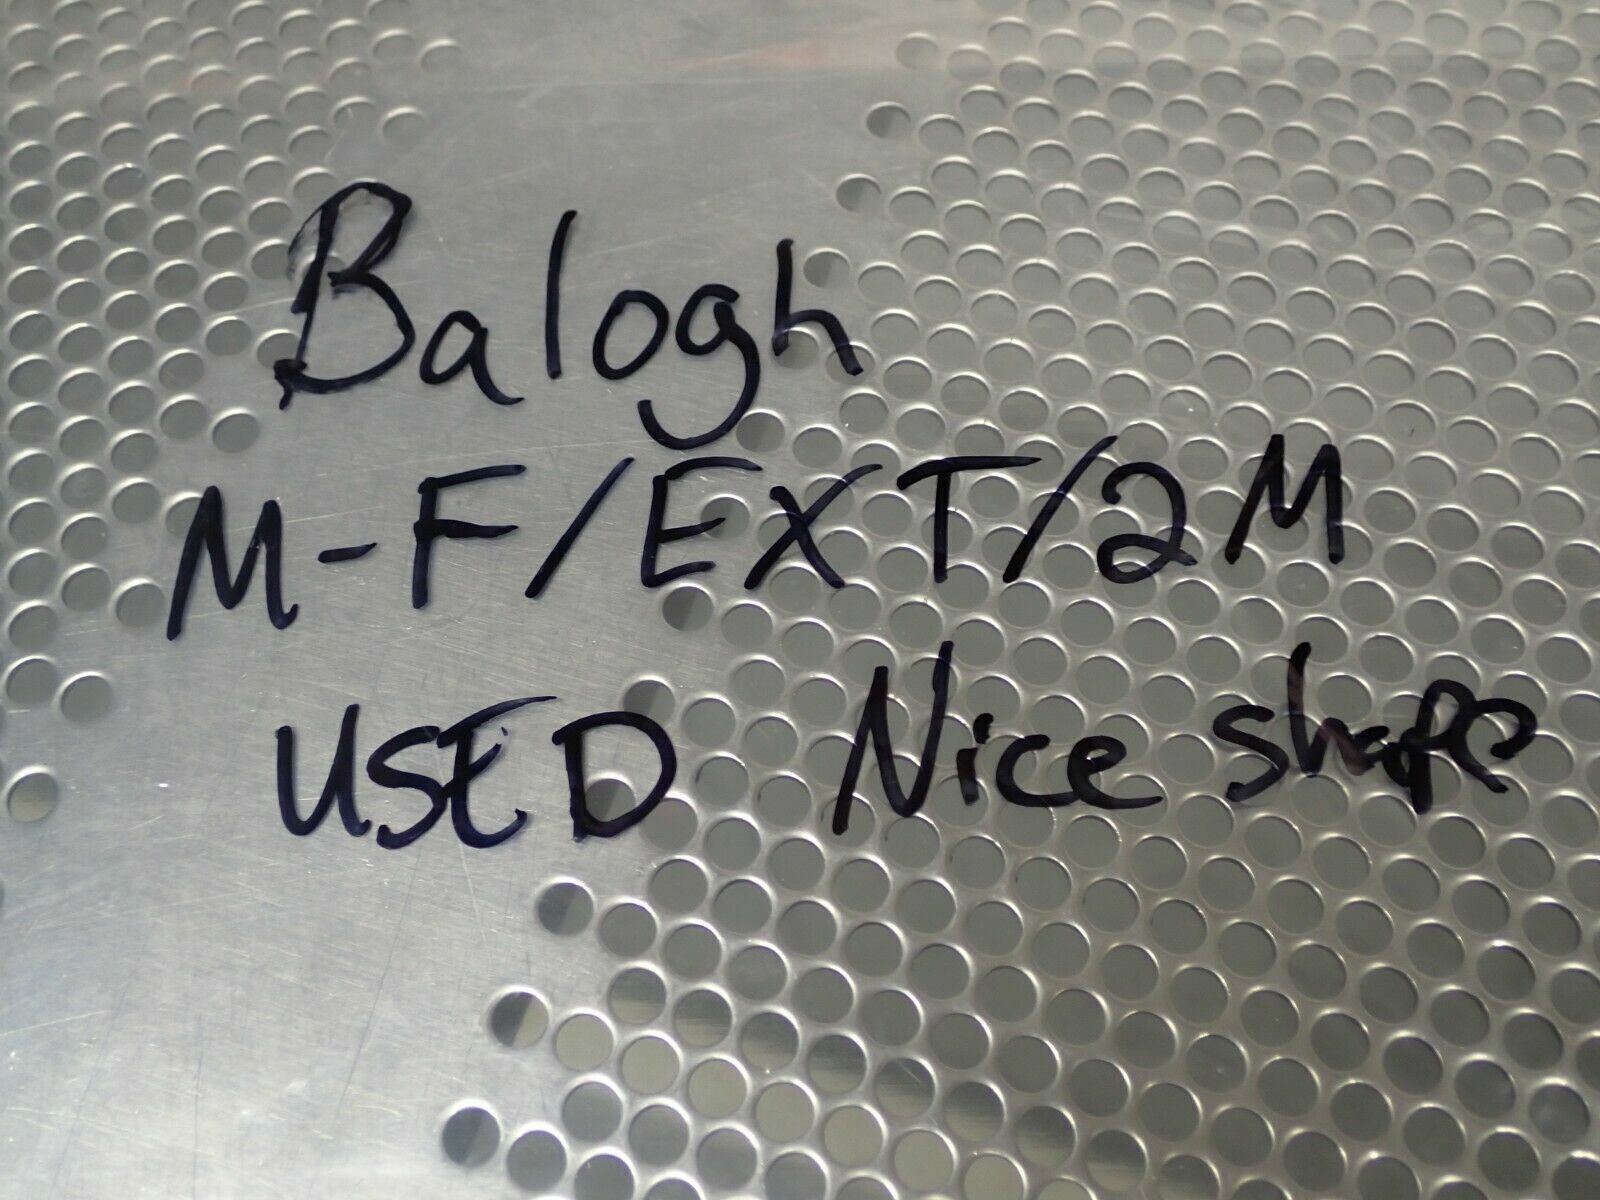 Balogh
M-F/EXT/2M
USED Nice shape